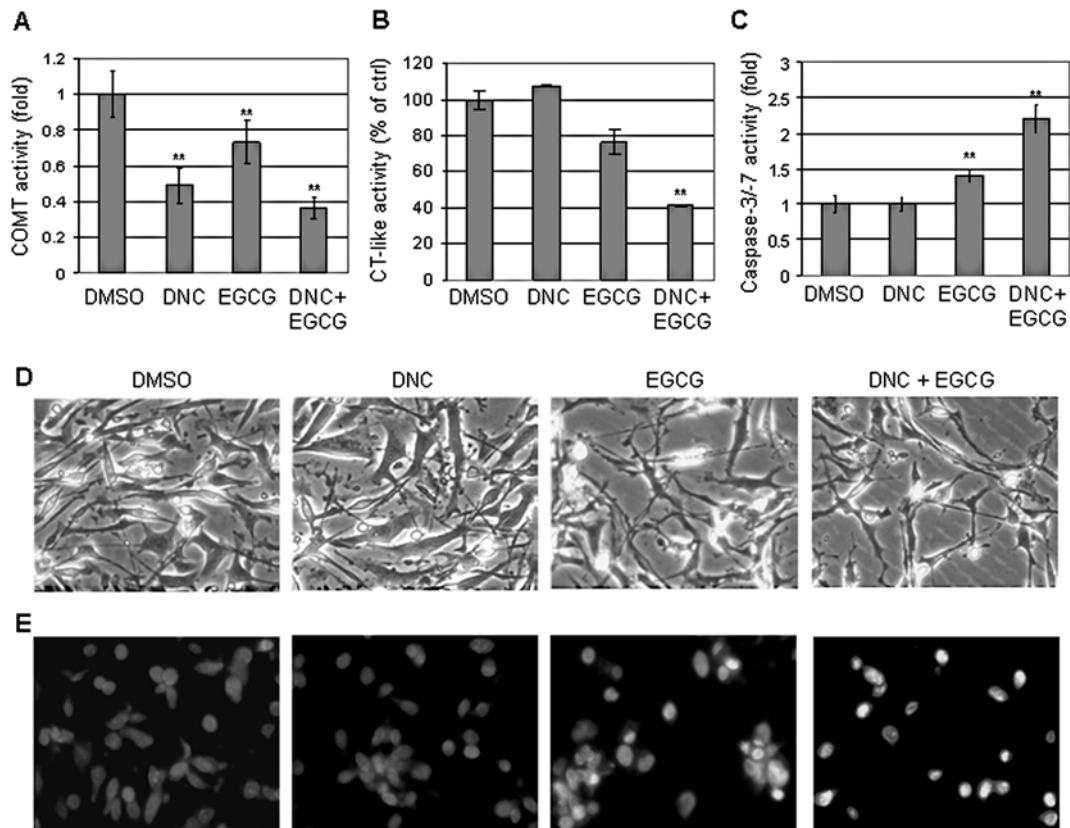 A
COMT activity (fold)
1.2
1
0.8
0.6
0.4
0.2
0
**
**
**
DMSO
DNC
EGCG
DNC+
EGCG
B
CT-like activity (% of ctrl)
120
100
80
60
40
20
0
**
DMSO
DNC
EGCG
DNC+
EGCG
C
Caspase-3/-7 activity (fold)
3
2.5
2
1.5
1
0.5
0
**
**
DMSO
DNC
EGCG
DNC+
EGCG
D
DMSO
DNC
EGCG
DNC + EGCG
E